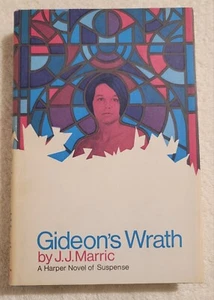 Gideon's Wrath
by J.J. Marric
A Harper Novel of Suspense